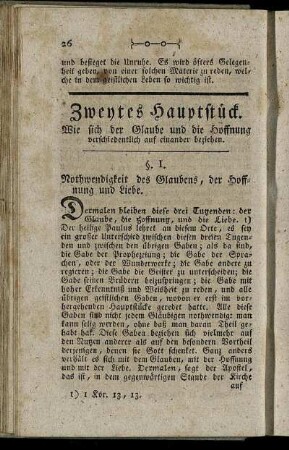 26
und besieget die Unruhe. Es wird öfters Gelegen-
heit geben, von einer solchen Materie zu reden, wel-
che in dem geistlichen Leben so wichtig ist.
Zweytes Hauptstück.
Wie sich der Glaube und die Hoffnung
verschiedentlich auf einander beziehen.
§. I.
Nothwendigkeit des Glaubens, der Hoff-
nung und Liebe.
Dermalen bleiben diese drei Tugenden: der
Glaube, die Hoffnung, und die Liebe. 1)
Der heilige Paulus lehret an diesem Orte, es sey
ein großer Unterschied zwischen diesen dreien Tugen-
den und zwischen den übrigen Gaben; als da sind,
die Gabe der Prophezeiung; die Gabe der Spra-
chen, oder der Wunderwerke; die Gabe andere zu
regieren; die Gabe die Geister zu unterscheiden; die
Gabe seinen Brüdern beizuspringen; die Gabe mit
hoher Erkenntniß und Weisheit zu reden, und alle
übrigen geistlichen Gaben, wovon er erst im vor-
hergehenden Hauptstücke geredet hatte. Alle diese
Gaben sind nicht jedem Gläubigen nothwendig: man
kann selig werden, ohne daß man daran Theil ge-
habt hat. Diese Gaben beziehen sich vielmehr auf
den Nutzen anderer als auf den besondern Vortheil
derjenigen, denen sie Gott schenket. Ganz anders
verhält es sich mit dem Glauben, mit der Hoffnung
und mit der Liebe. Dermalen, sagt der Apostel,
das ist, in dem gegenwärtigen Stande der Kirche
auf
1) 1 Kor. 13, 13.